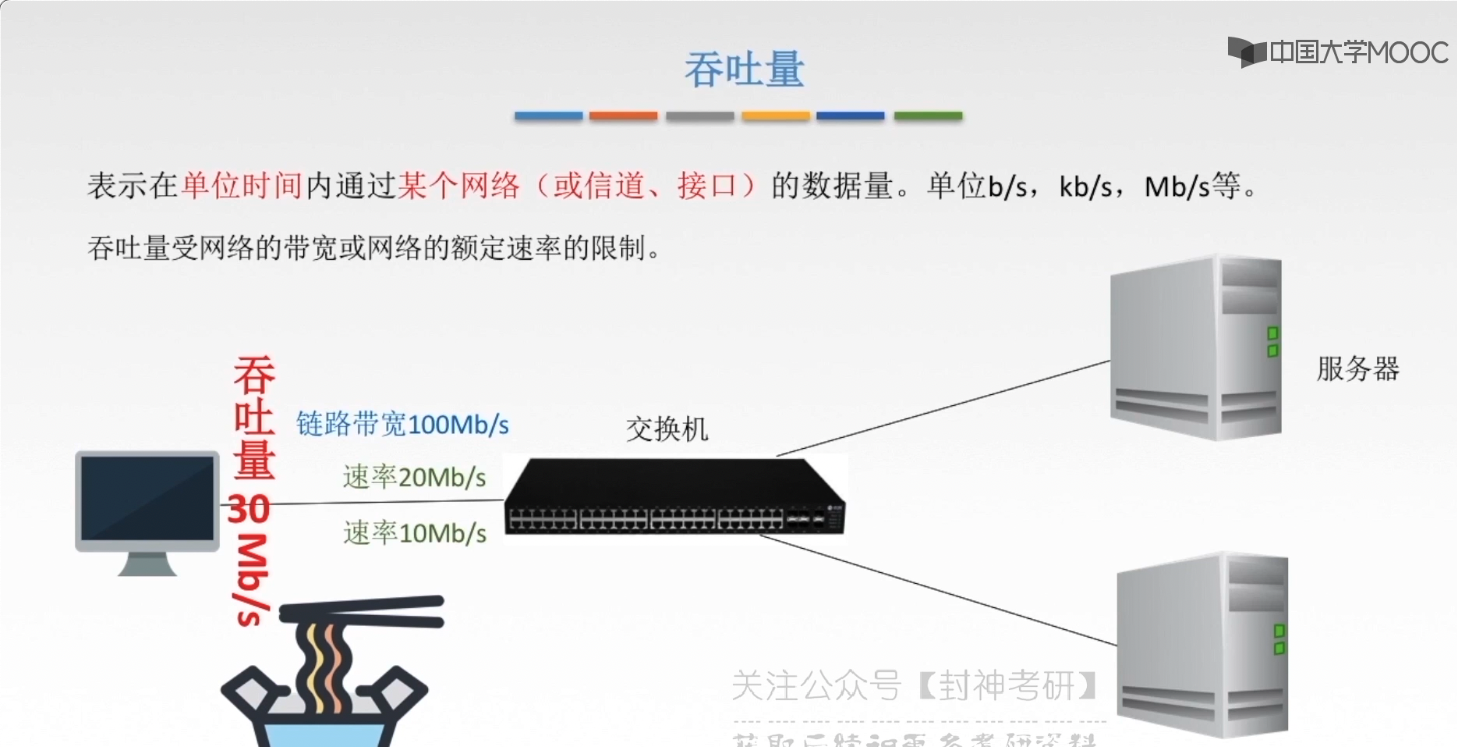 中国大学MOOC
吞吐量
表示在单位时间内通过某个网络（或信道、接口）的数据量。单位b/s，kb/s，Mb/s等。
吞吐量受网络的带宽或网络的额定速率的限制。
服务器
吞吐量30 Mb/s
链路带宽100Mb/s
交换机
速率20Mb/s
速率10Mb/s
关注公众号【封神考研】